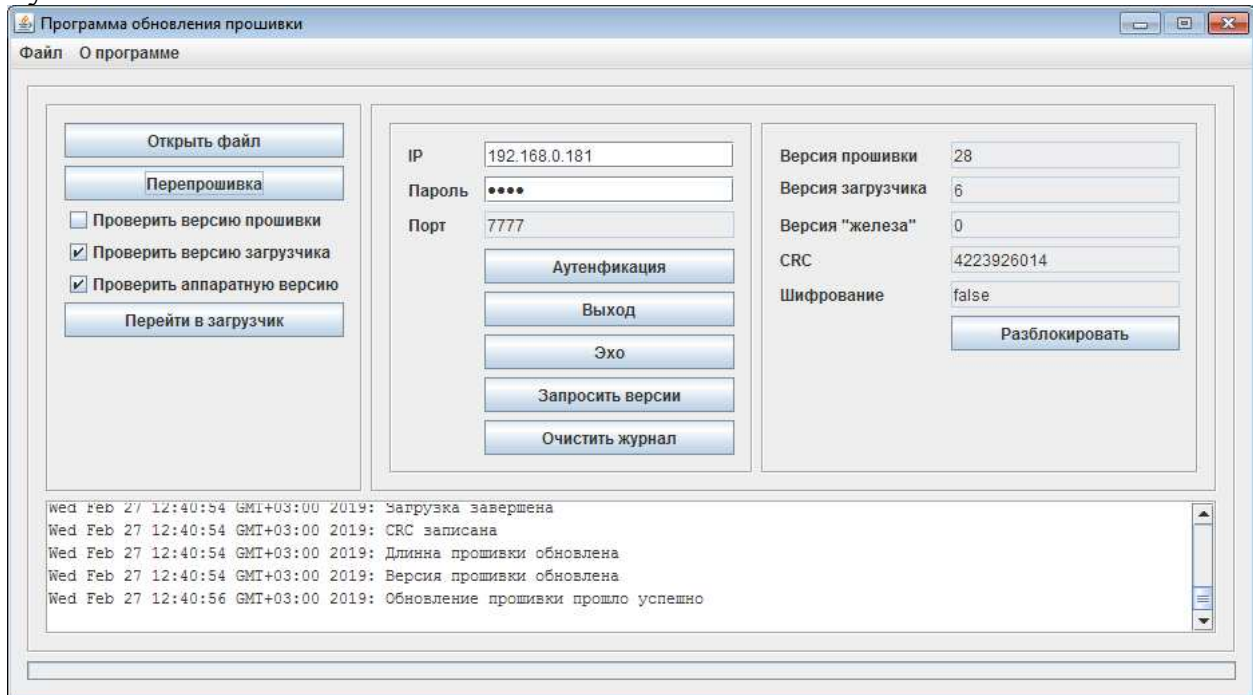 Программа обновления прошивки
Файл О программе
Открыть файл
Перепрошивка
Проверить версию прошивки
Проверить версию загрузчика
Проверить аппаратную версию
Перейти в загрузчик
IP 192.168.0.181
Пароль ••••
Порт 7777
Аутенфикация
Выход
Эхо
Запросить версии
Очистить журнал
Версия прошивки 28
Версия загрузчика 6
Версия "железа" 0
CRC 4223926014
Шифрование false
Разблокировать
Wed Feb 27 12:40:54 GMT+03:00 2019: Загрузка завершена
Wed Feb 27 12:40:54 GMT+03:00 2019: CRC записана
Wed Feb 27 12:40:54 GMT+03:00 2019: Длинна прошивки обновлена
Wed Feb 27 12:40:54 GMT+03:00 2019: Версия прошивки обновлена
Wed Feb 27 12:40:56 GMT+03:00 2019: Обновление прошивки прошло успешно